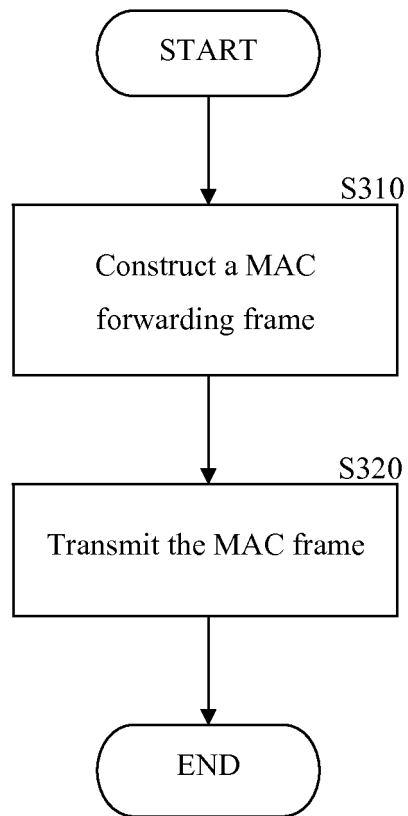 START
S310
Construct a MAC
forwarding frame
S320
Transmit the MAC frame
END